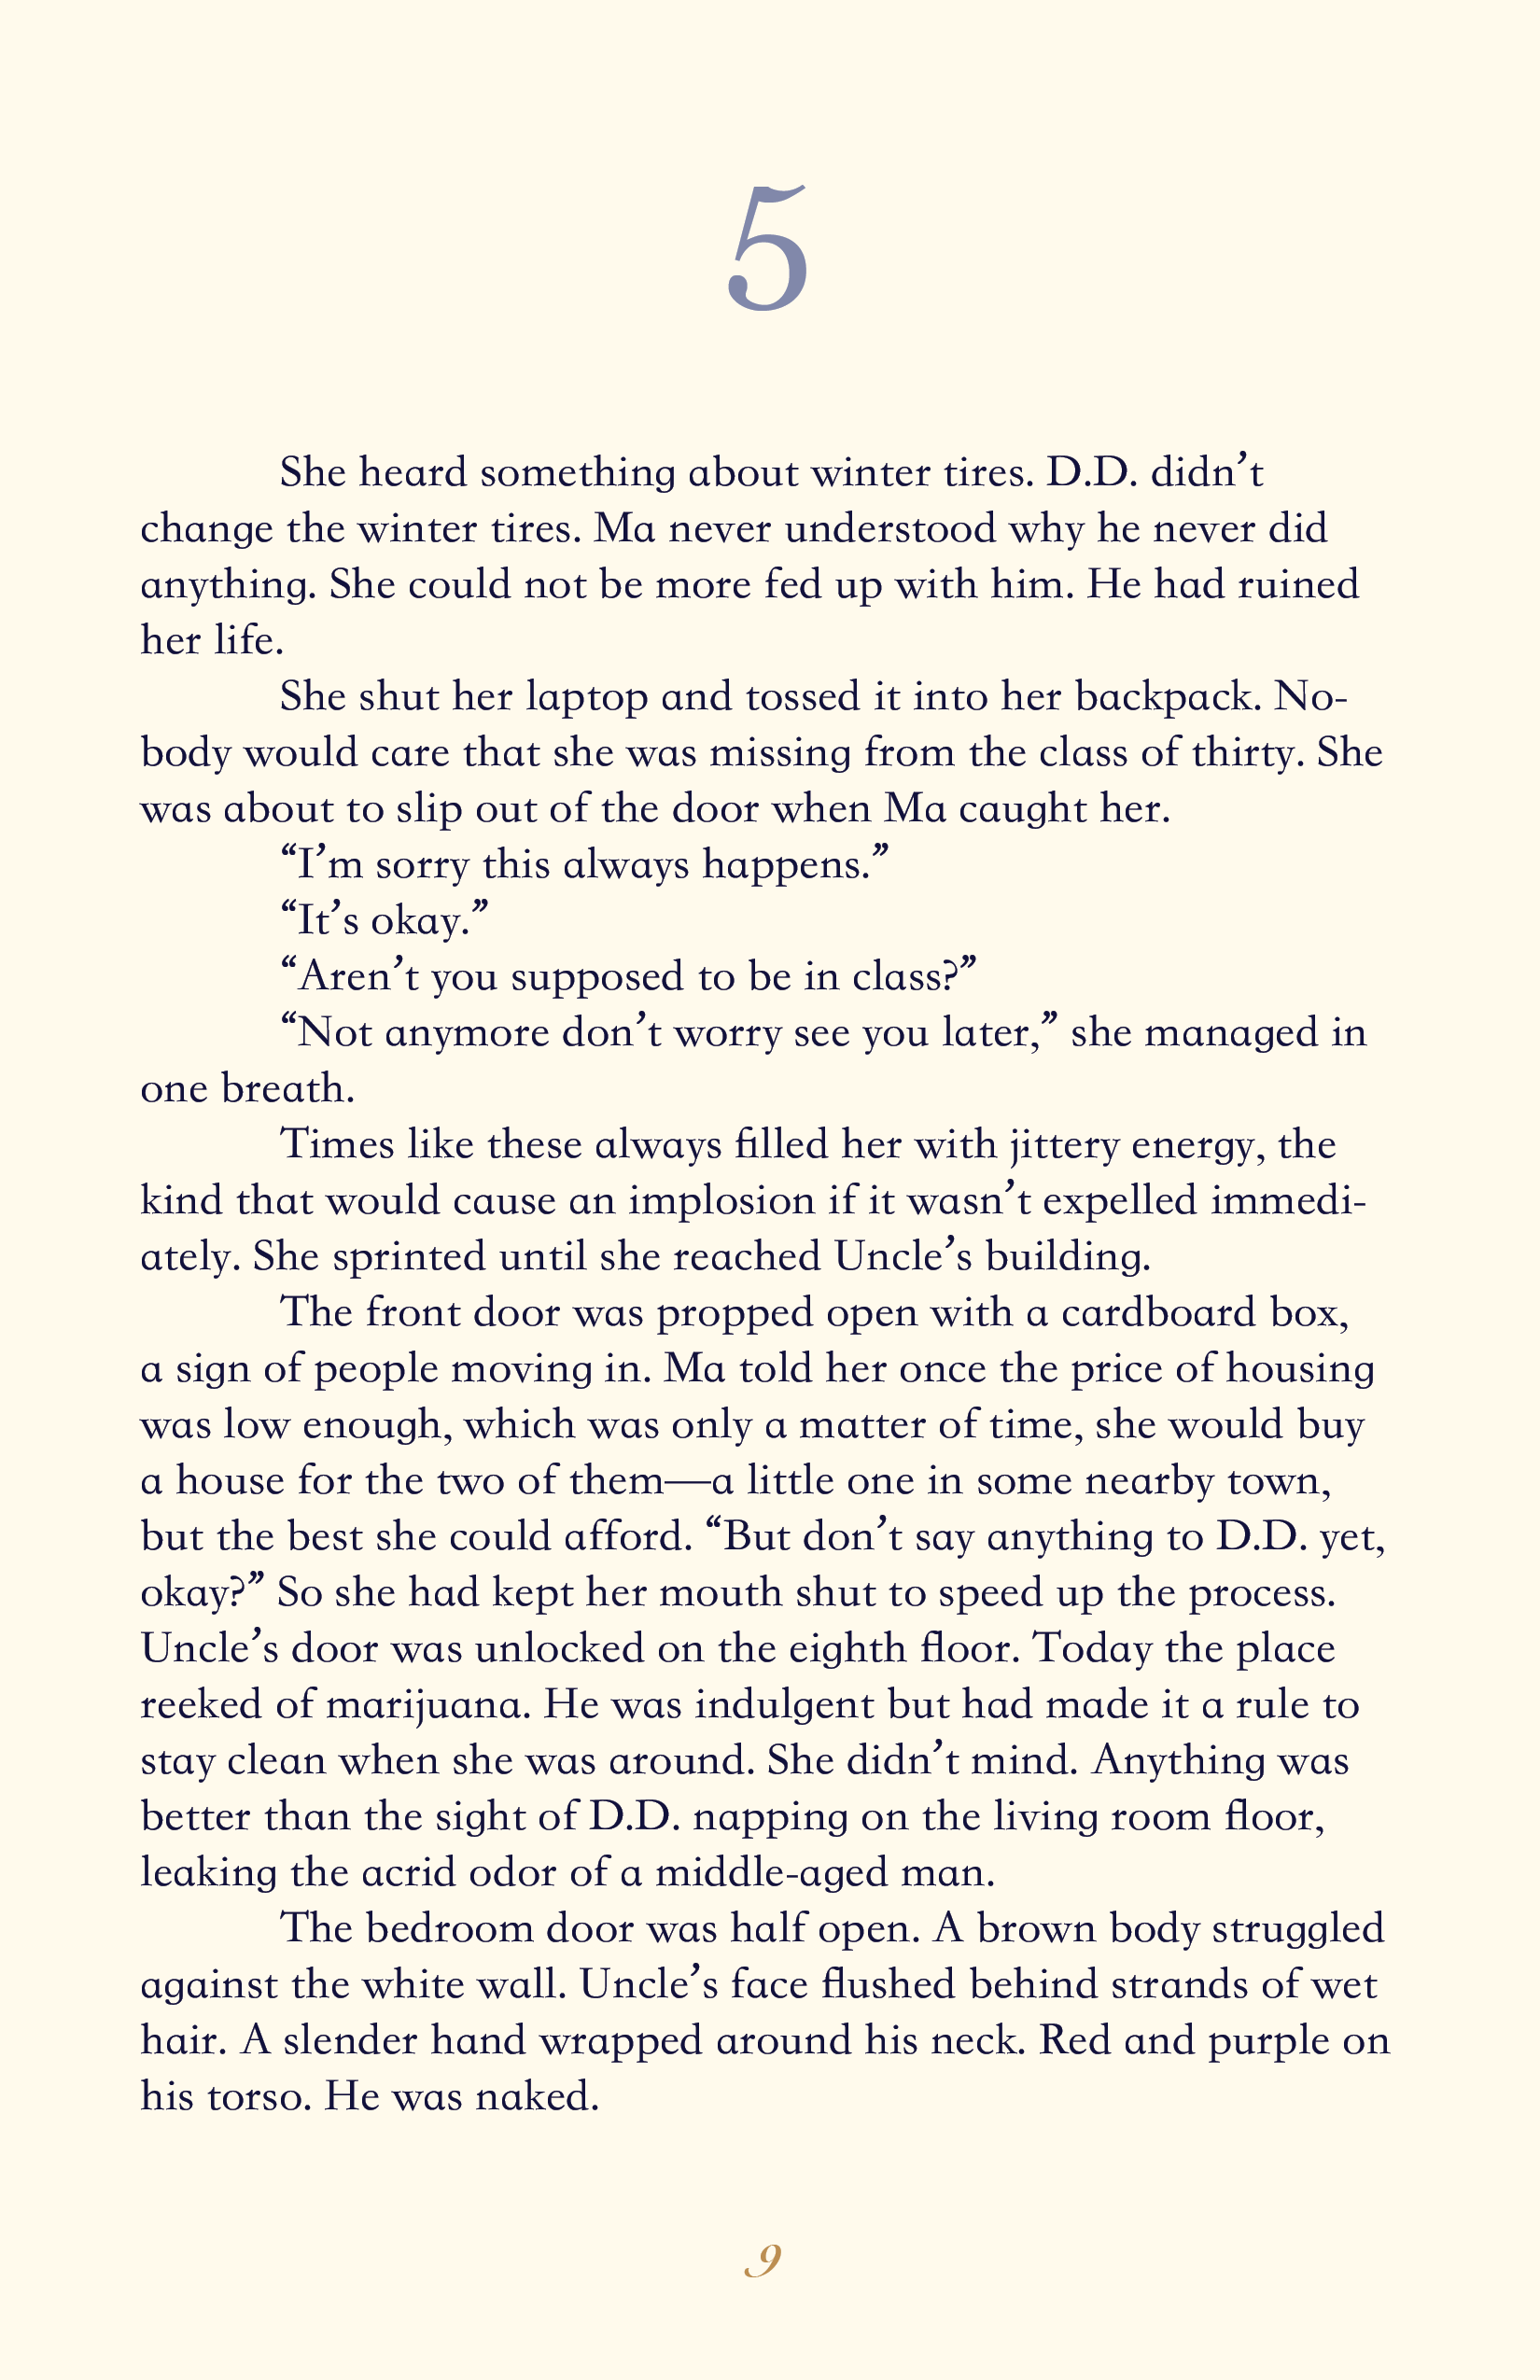 5
She heard something about winter tires. D.D. didn’t
change the winter tires. Ma never understood why he never did
anything. She could not be more fed up with him. He had ruined
her life.
She shut her laptop and tossed it into her backpack. No-
body would care that she was missing from the class of thirty. She
was about to slip out of the door when Ma caught her.
“I’m sorry this always happens.”
“It’s okay.”
“Aren’t you supposed to be in class?”
“Not anymore don’t worry see you later,” she managed in
one breath.
Times like these always filled her with jittery energy, the
kind that would cause an implosion if it wasn’t expelled immedi-
ately. She sprinted until she reached Uncle’s building.
The front door was propped open with a cardboard box,
a sign of people moving in. Ma told her once the price of housing
was low enough, which was only a matter of time, she would buy
a house for the two of them—a little one in some nearby town,
but the best she could afford. “But don’t say anything to D.D. yet,
okay?” So she had kept her mouth shut to speed up the process.
Uncle’s door was unlocked on the eighth floor. Today the place
reeked of marijuana. He was indulgent but had made it a rule to
stay clean when she was around. She didn’t mind. Anything was
better than the sight of D.D. napping on the living room floor,
leaking the acrid odor of a middle-aged man.
The bedroom door was half open. A brown body struggled
against the white wall. Uncle’s face flushed behind strands of wet
hair. A slender hand wrapped around his neck. Red and purple on
his torso. He was naked.
9